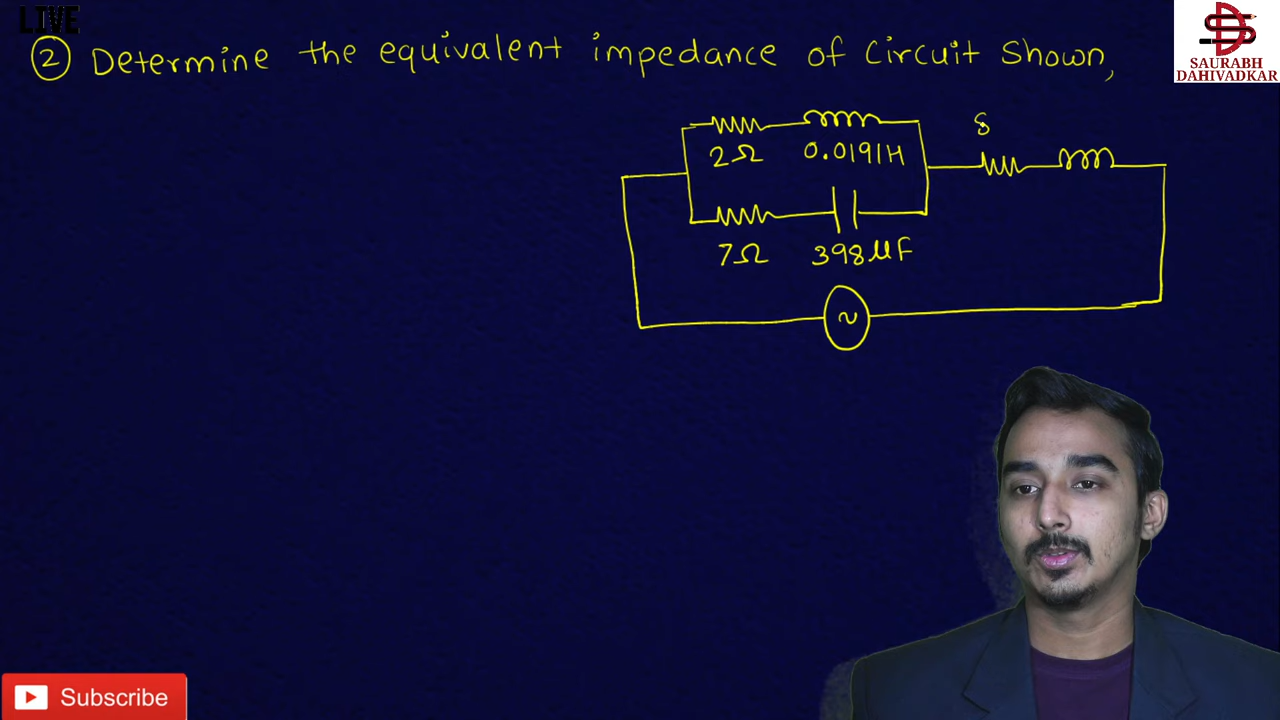 LIVE
② Determine the equivalent impedance of Circuit Shown,
SAURABH
DAHIVADKAR
8
2Ω 0.0191H
7Ω 398μF
~
Subscribe